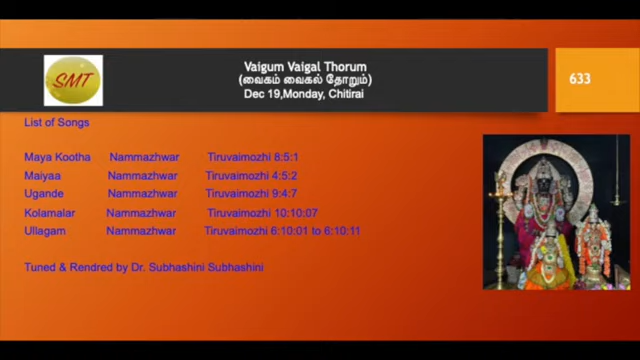 SMT
Vaigum Vaigal Thorum
(வைகம் வைகல் தோறும்)
Dec 19,Monday, Chitirai
633
List of Songs
Maya Kootha Nammazhwar Tiruvaimozhi 8:5:1
Maiyaa Nammazhwar Tiruvaimozhi 4:5:2
Ugande Nammazhwar Tiruvaimozhi 9:4:7
Kolamalar Nammazhwar Tiruvaimozhi 10:10:07
Ullagam Nammazhwar Tiruvaimozhi 6:10:01 to 6:10:11
Tuned & Rendred by Dr. Subhashini Subhashini